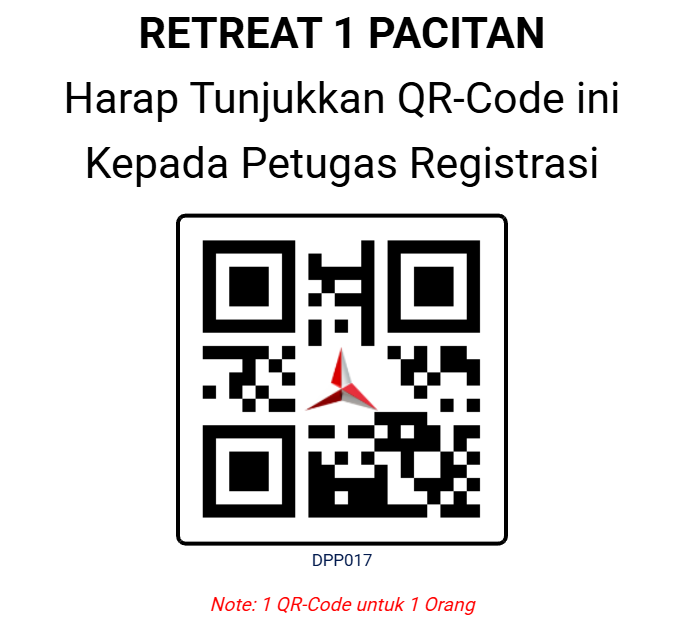 RETREAT 1 PACITAN
Harap Tunjukkan QR-Code ini
Kepada Petugas Registrasi
DPP017
Note: 1 QR-Code untuk 1 Orang